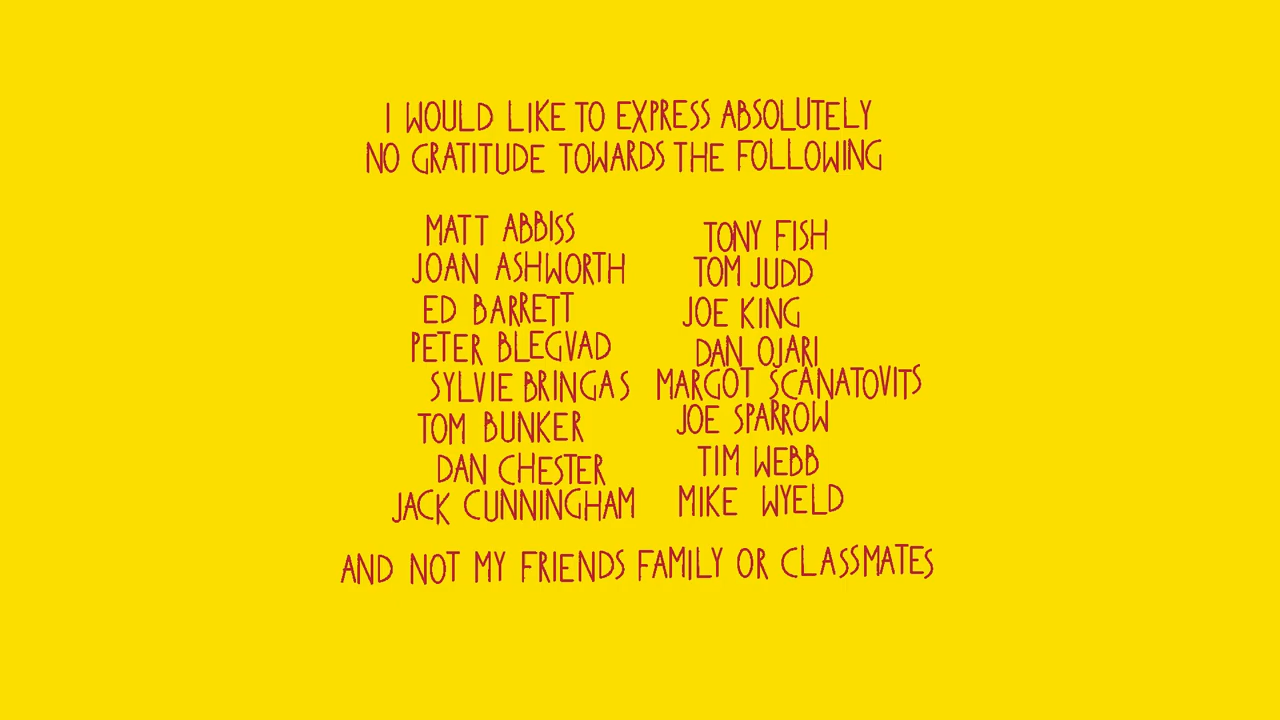 I WOULD LIKE TO EXPRESS ABSOLUTELY
NO GRATITUDE TOWARDS THE FOLLOWING
MATT ABBISS
JOAN ASHWORTH
ED BARRETT
PETER BLEGVAD
SYLVIE BRINGAS
TOM BUNKER
DAN CHESTER
JACK CUNNINGHAM
TONY FISH
TOM JUDD
JOE KING
DAN OJARI
MARGOT SCANATOVITS
JOE SPARROW
TIM WEBB
MIKE WYELD
AND NOT MY FRIENDS FAMILY OR CLASSMATES